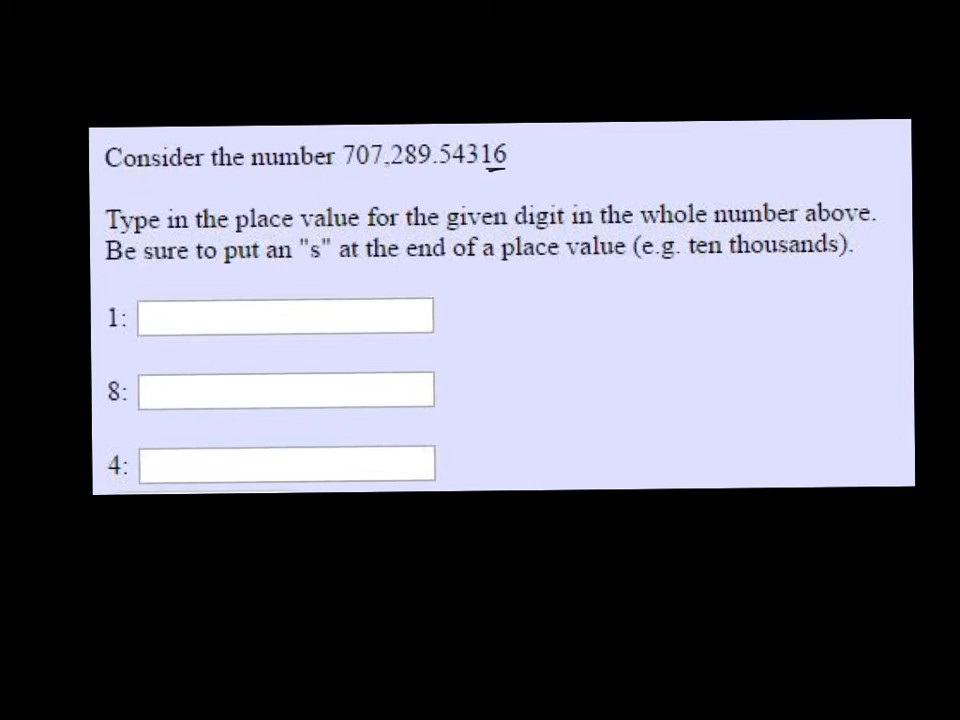 Consider the number 707,289.54316
Type in the place value for the given digit in the whole number above.
Be sure to put an "s" at the end of a place value (e.g. ten thousands).
1:
8:
4: